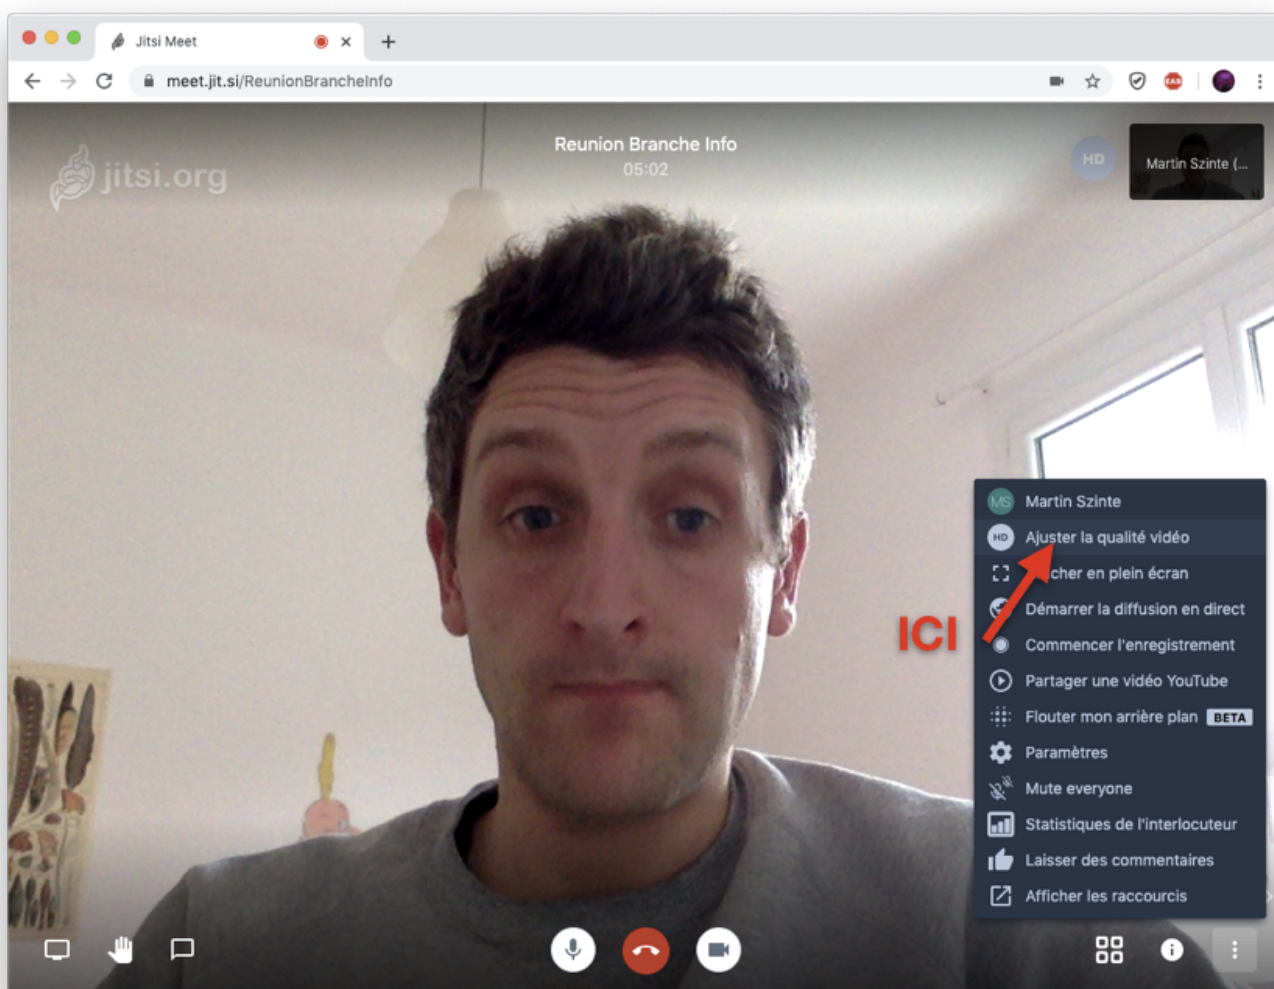 Jitsi Meet
meet.jit.si/ReunionBrancheInfo
EAB
jitsi.org
Reunion Branche Info
05:02
HD
Martin Szinte (...
MS Martin Szinte
HD Ajuster la qualité vidéo
cher en plein écran
Démarrer la diffusion en direct
ICI
Commencer l'enregistrement
Partager une vidéo YouTube
Flouter mon arrière plan BETA
Paramètres
Mute everyone
Statistiques de l'interlocuteur
Laisser des commentaires
Afficher les raccourcis